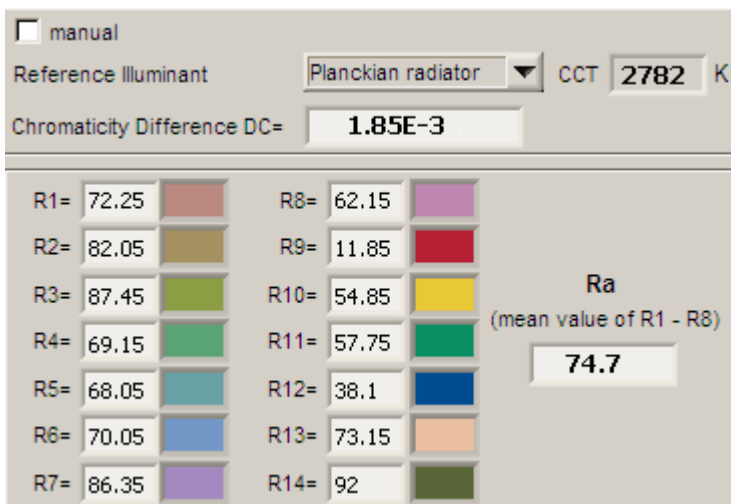 manual
Reference Illuminant Planckian radiator CCT 2782 K
Chromaticity Difference DC= 1.85E-3
R1= 72.25 R8= 62.15
R2= 82.05 R9= 11.85
R3= 87.45 R10= 54.85
R4= 69.15 R11= 57.75
R5= 68.05 R12= 38.1
R6= 70.05 R13= 73.15
R7= 86.35 R14= 92
Ra
(mean value of R1 - R8)
74.7